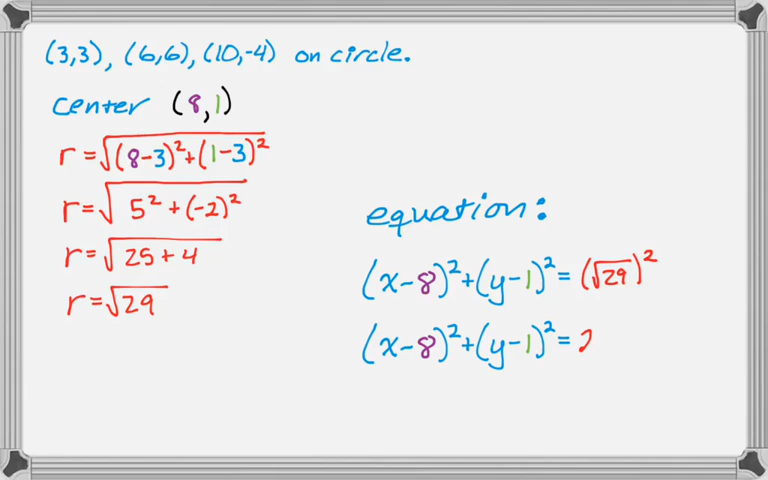 (3,3), (6,6), (10,-4) on circle.
center (8,1)
r = √(8-3)²+(1-3)²
r = √5² + (-2)²
r = √25 + 4
r = √29
equation:
(x-8)²+(y-1)² = (√29)²
(x-8)²+(y-1)² = 2